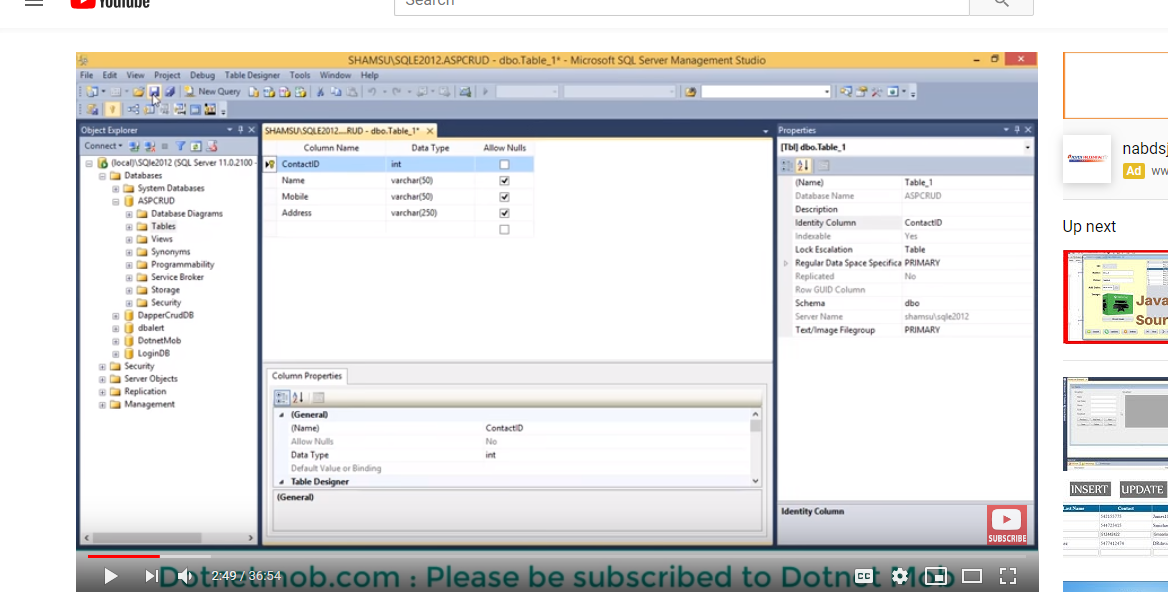 YouTube
Search
SHAMSU\SQLE2012.ASPCRUD - dbo.Table_1* - Microsoft SQL Server Management Studio
File Edit View Project Debug Table Designer Tools Window Help
New Query
Object Explorer
Connect
(local)\SQle2012 (SQL Server 11.0.2100 -
Databases
System Databases
ASPCRUD
Database Diagrams
Tables
Views
Synonyms
Programmability
Service Broker
Storage
Security
DapperCrudDB
dbalert
DotnetMob
LoginDB
Security
Server Objects
Replication
Management
SHAMSU\SQLE2012....RUD - dbo.Table_1*
Column Name Data Type Allow Nulls
ContactID int
Name varchar(50)
Mobile varchar(50)
Address varchar(250)
Column Properties
(General)
(Name) ContactID
Allow Nulls No
Data Type int
Default Value or Binding
Table Designer
(General)
Properties
[Tbl] dbo.Table_1
(Name) Table_1
Database Name ASPCRUD
Description
Identity Column ContactID
Indexable Yes
Lock Escalation Table
Regular Data Space Specifica PRIMARY
Replicated No
Row GUID Column
Schema dbo
Server Name shamsu\sqle2012
Text/Image Filegroup PRIMARY
Identity Column
SUBSCRIBE
Dotnetmob.com : Please be subscribed to Dotnet Mob
2:49 / 36:54
CC
nabdsj
Ad ww
Up next
Java
Sour
INSERT UPDATE
Last Name Contact